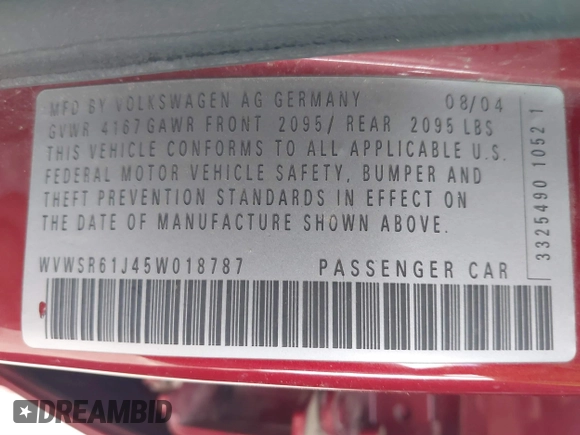 MFD BY VOLKSWAGEN AG GERMANY 08/04
GVWR 4167 GAWR FRONT 2095/ REAR 2095 LBS
THIS VEHICLE CONFORMS TO ALL APPLICABLE U.S.
FEDERAL MOTOR VEHICLE SAFETY, BUMPER AND
THEFT PREVENTION STANDARDS IN EFFECT ON
THE DATE OF MANUFACTURE SHOWN ABOVE.
WVWSR61J45W018787 PASSENGER CAR
3325490 1052 1
DREAMBID